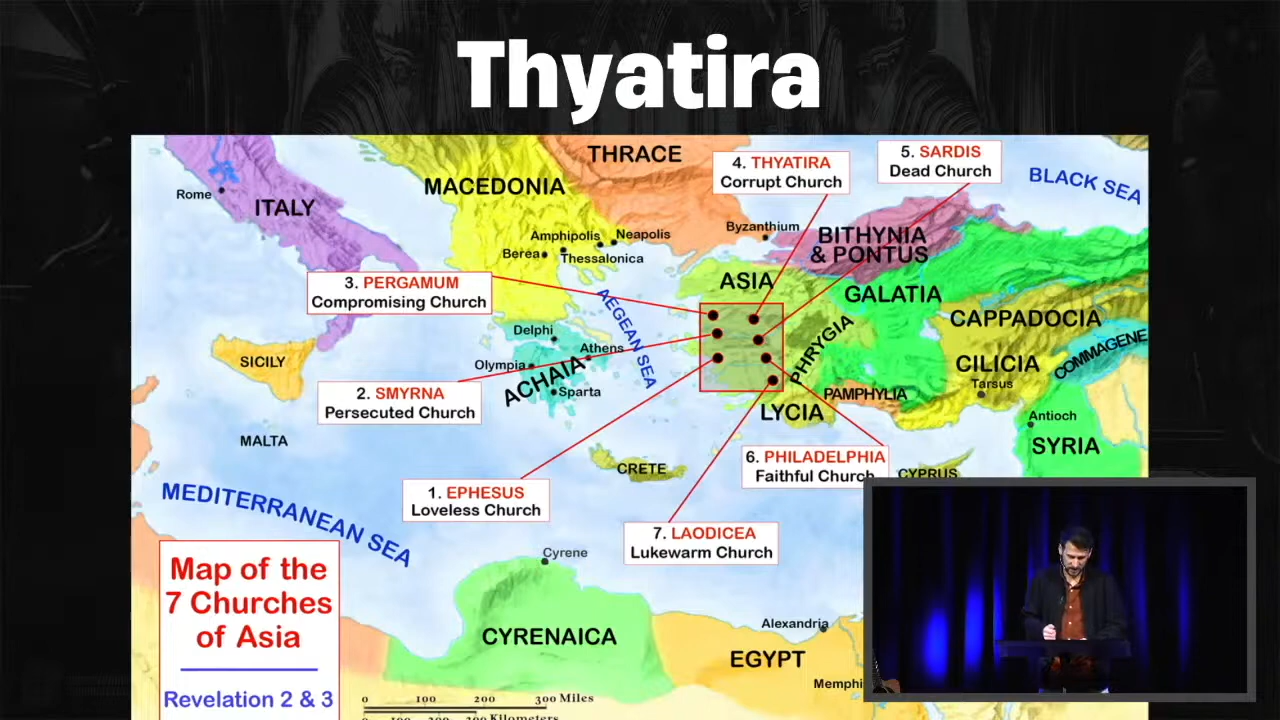 Thyatira
THRACE
4. THYATIRA
Corrupt Church
5. SARDIS
Dead Church
BLACK SEA
MACEDONIA
Rome
ITALY
Amphipolis
Neapolis
Byzantium
BITHYNIA
& PONTUS
Berea
Thessalonica
3. PERGAMUM
Compromising Church
ASIA
GALATIA
AEGEAN SEA
CAPPADOCIA
PHRYGIA
COMMAGENE
Delphi
Athens
SICILY
Olympia
ACHAIA
Sparta
CILICIA
Tarsus
2. SMYRNA
Persecuted Church
PAMPHYLIA
LYCIA
Antioch
SYRIA
MALTA
CRETE
6. PHILADELPHIA
Faithful Church
CYPRUS
1. EPHESUS
Loveless Church
MEDITERRANEAN SEA
7. LAODICEA
Lukewarm Church
Cyrene
Map of the
7 Churches
of Asia
Revelation 2 & 3
CYRENAICA
Alexandria
EGYPT
Memphi
0 100 200 300 Miles